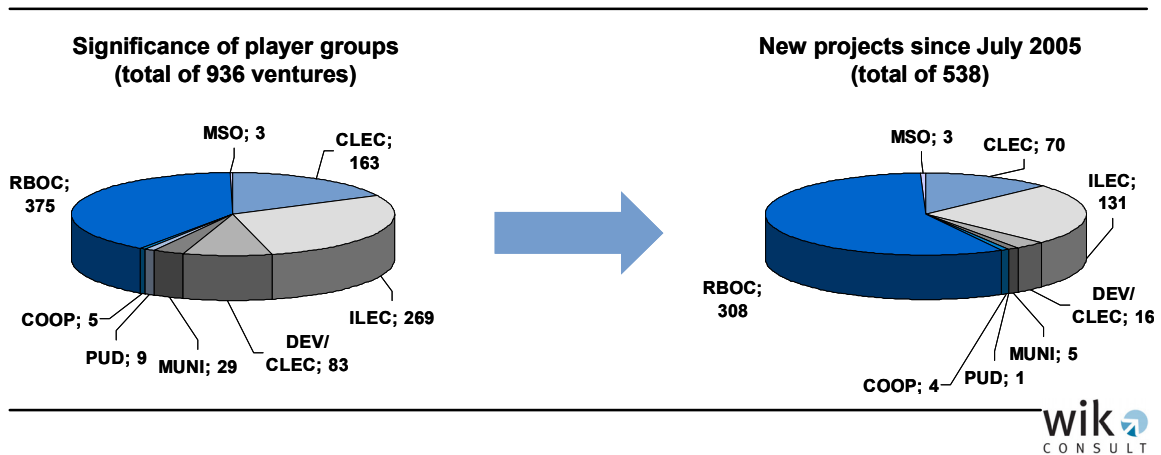 Significance of player groups
(total of 936 ventures)
MSO; 3
CLEC;
163
RBOC;
375
ILEC; 269
DEV/
CLEC; 83
MUNI; 29
PUD; 9
COOP; 5
New projects since July 2005
(total of 538)
MSO; 3
CLEC; 70
ILEC;
131
RBOC;
308
DEV/
CLEC; 16
MUNI; 5
PUD; 1
COOP; 4
wik
CONSULT